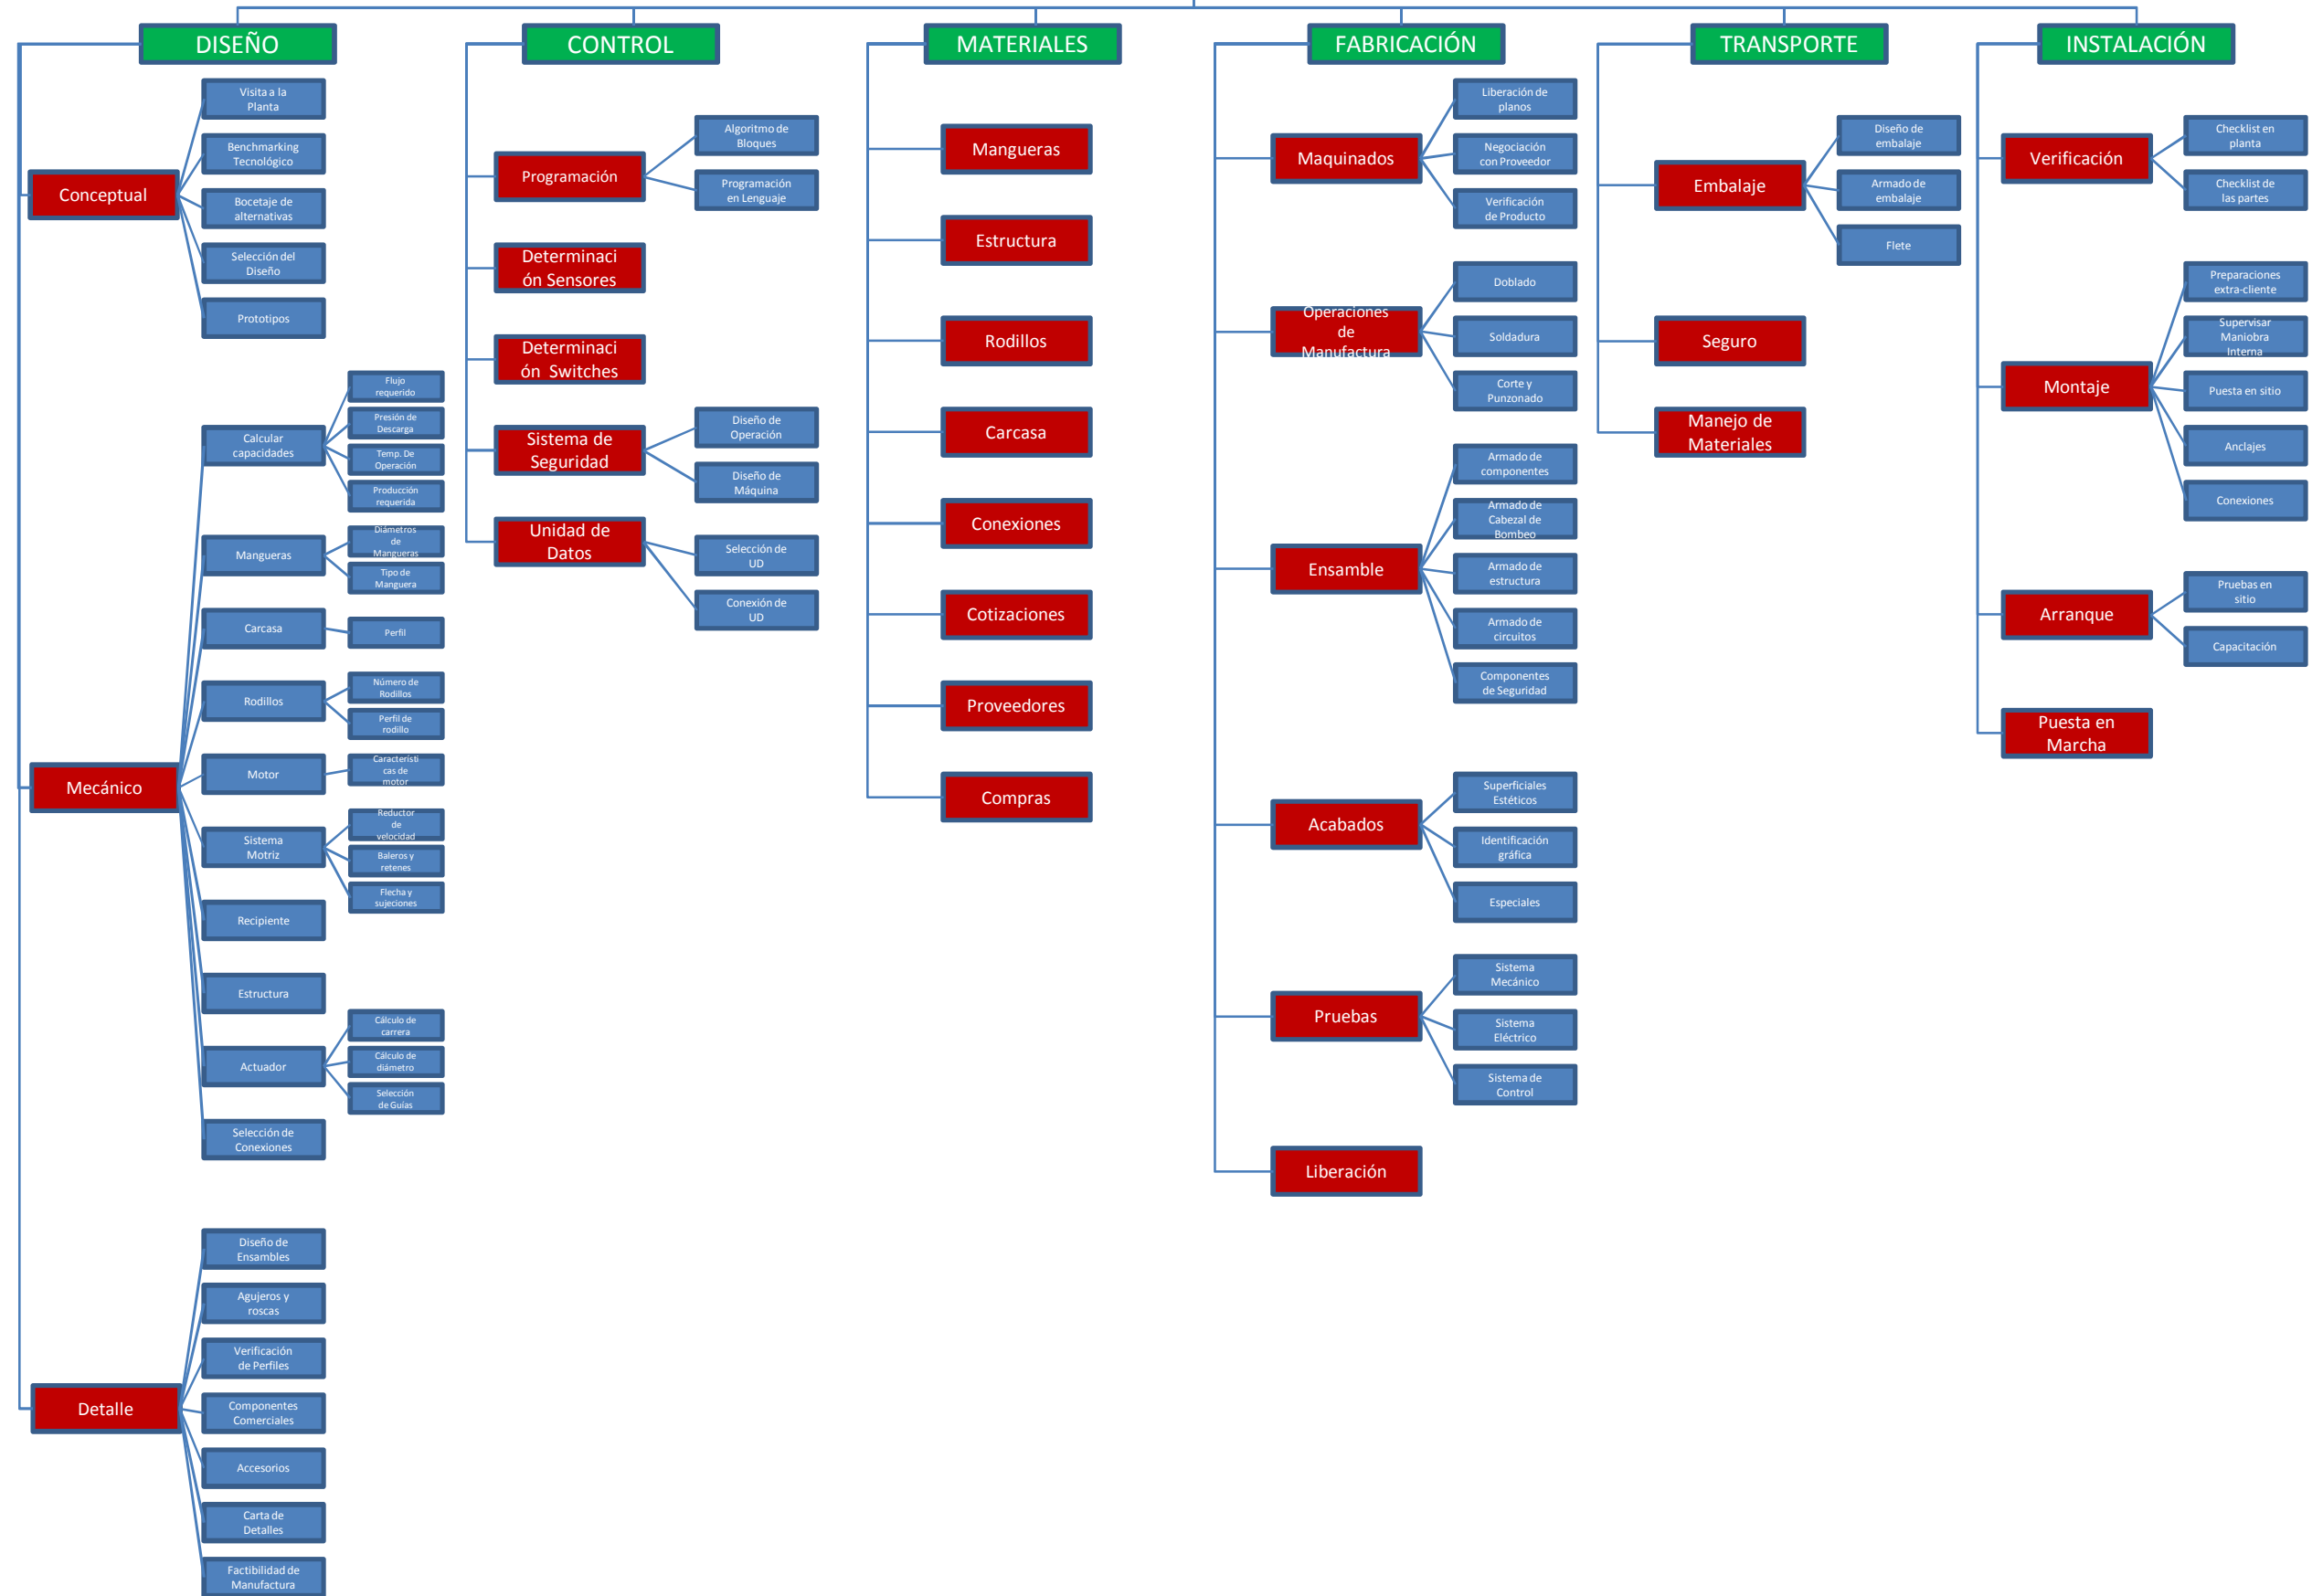 DISEÑO
Conceptual
Visita a la
Planta
Benchmarking
Tecnológico
Bocetaje de
alternativas
Selección del
Diseño
Prototipos
Mecánico
Calcular
capacidades
Flujo
requerido
Presión de
Descarga
Temp. De
Operación
Producción
requerida
Mangueras
Diámetros
de
Mangueras
Tipo de
Manguera
Carcasa
Perfil
Rodillos
Número de
Rodillos
Perfil de
rodillo
Motor
Característi
cas de
motor
Sistema
Motriz
Reductor
de
velocidad
Baleros y
retenes
Flecha y
sujeciones
Recipiente
Estructura
Actuador
Cálculo de
carrera
Cálculo de
diámetro
Selección
de Guías
Selección de
Conexiones
Detalle
Diseño de
Ensambles
Agujeros y
roscas
Verificación
de Perfiles
Componentes
Comerciales
Accesorios
Carta de
Detalles
Factibilidad de
Manufactura
CONTROL
Programación
Algoritmo de
Bloques
Programación
en Lenguaje
Determinaci
ón Sensores
Determinaci
ón Switches
Sistema de
Seguridad
Diseño de
Operación
Diseño de
Máquina
Unidad de
Datos
Selección de
UD
Conexión de
UD
MATERIALES
Mangueras
Estructura
Rodillos
Carcasa
Conexiones
Cotizaciones
Proveedores
Compras
FABRICACIÓN
Maquinados
Liberación de
planos
Negociación
con Proveedor
Verificación
de Producto
Operaciones
de
Manufactura
Doblado
Soldadura
Corte y
Punzonado
Ensamble
Armado de
componentes
Armado de
Cabezal de
Bombeo
Armado de
estructura
Armado de
circuitos
Componentes
de Seguridad
Acabados
Superficiales
Estéticos
Identificación
gráfica
Especiales
Pruebas
Sistema
Mecánico
Sistema
Eléctrico
Sistema de
Control
Liberación
TRANSPORTE
Embalaje
Diseño de
embalaje
Armado de
embalaje
Flete
Seguro
Manejo de
Materiales
INSTALACIÓN
Verificación
Checklist en
planta
Checklist de
las partes
Montaje
Preparaciones
extra-cliente
Supervisar
Maniobra
Interna
Puesta en sitio
Anclajes
Conexiones
Arranque
Pruebas en
sitio
Capacitación
Puesta en
Marcha